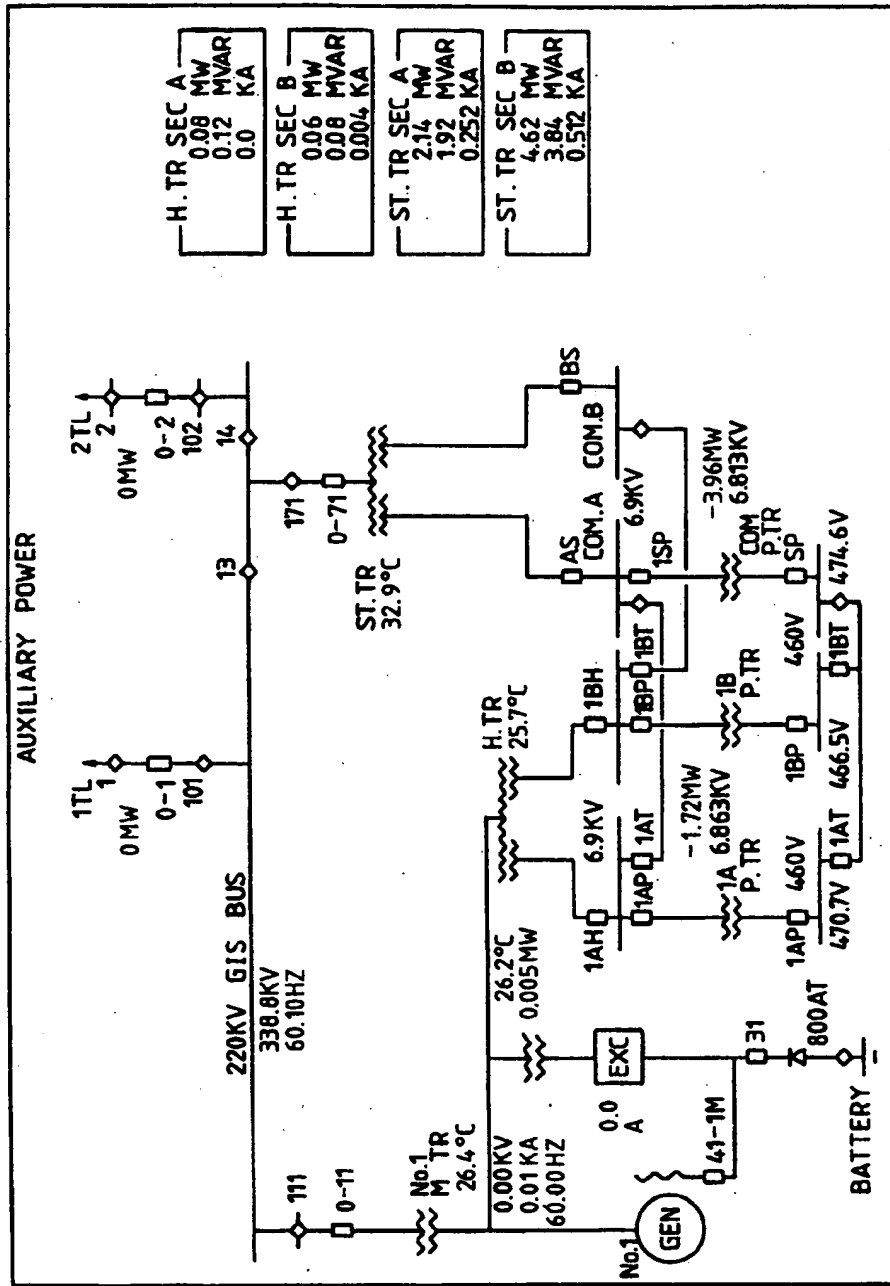 AUXILIARY POWER
1TL
1
0MW
0-1
101
2TL
2
0MW
0-2
102
220KV GIS BUS
338.8KV
60.10HZ
13
14
111
0-11
No.1
M TR
26.4°C
171
0-71
ST.TR
32.9°C
0.00KV
0.01KA
60.00HZ
No.1
GEN
41-1M
26.2°C
0.005MW
EXC
0.0
A
31
800AT
BATTERY
H.TR
25.7°C
1AH
6.9KV
1BH
AS
COM.A
BS
COM.B
6.9KV
1AP
1AT
1BP
1BT
1SP
-1.72MW
6.863KV
-3.96MW
6.813KV
1A
P.TR
1B
P.TR
COM
P.TR
1AP
460V
1BP
460V
SP
470.7V
1AT
466.5V
1BT
474.6V
H.TR SEC A
0.08 MW
0.12 MVAR
0.0 KA
H.TR SEC B
0.06 MW
0.08 MVAR
0.004 KA
ST.TR SEC A
2.14 MW
1.92 MVAR
0.252 KA
ST.TR SEC B
4.62 MW
3.84 MVAR
0.512 KA